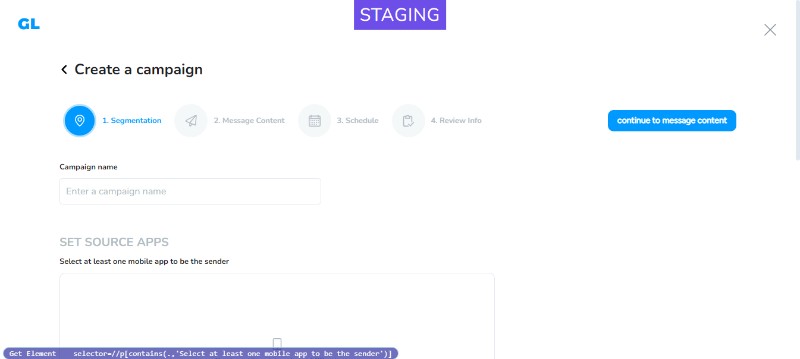 STAGING
GL
Create a campaign
1. Segmentation
2. Message Content
3. Schedule
4. Review Info
continue to message content
Campaign name
Enter a campaign name
SET SOURCE APPS
Select at least one mobile app to be the sender
Get Element selector=//p[contains(.,'Select at least one mobile app to be the sender')]